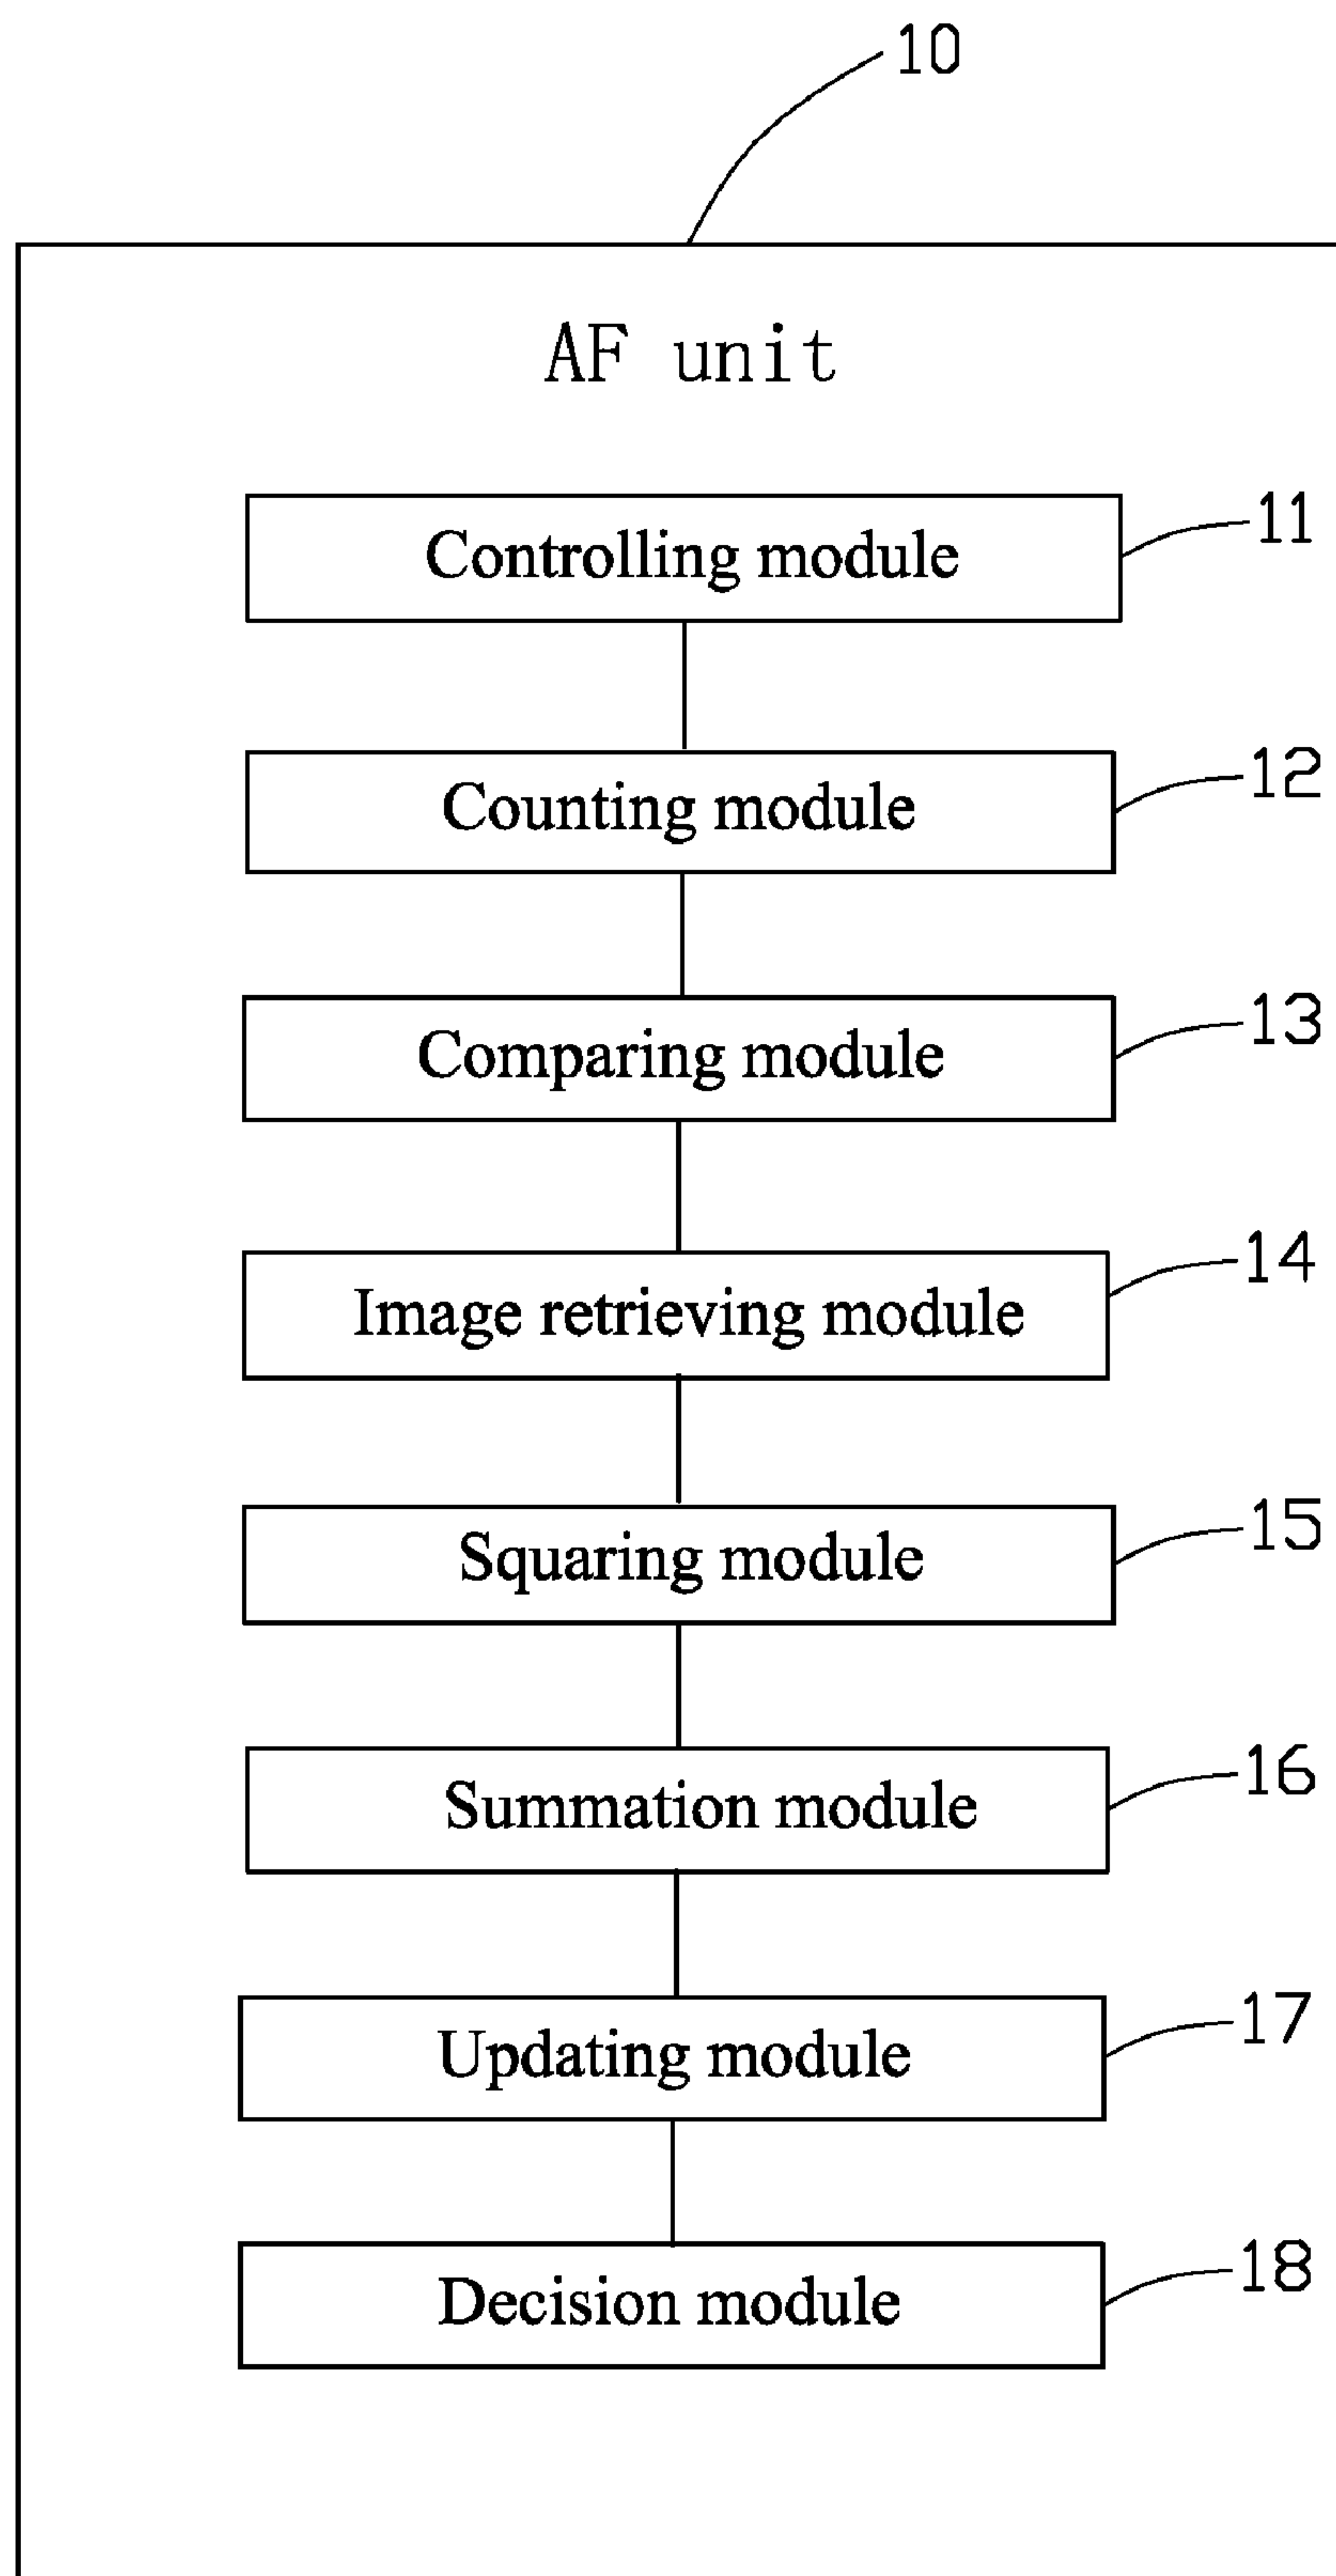 10
AF unit
Controlling module
11
Counting module
12
Comparing module
13
Image retrieving module
14
Squaring module
15
Summation module
16
Updating module
17
Decision module
18